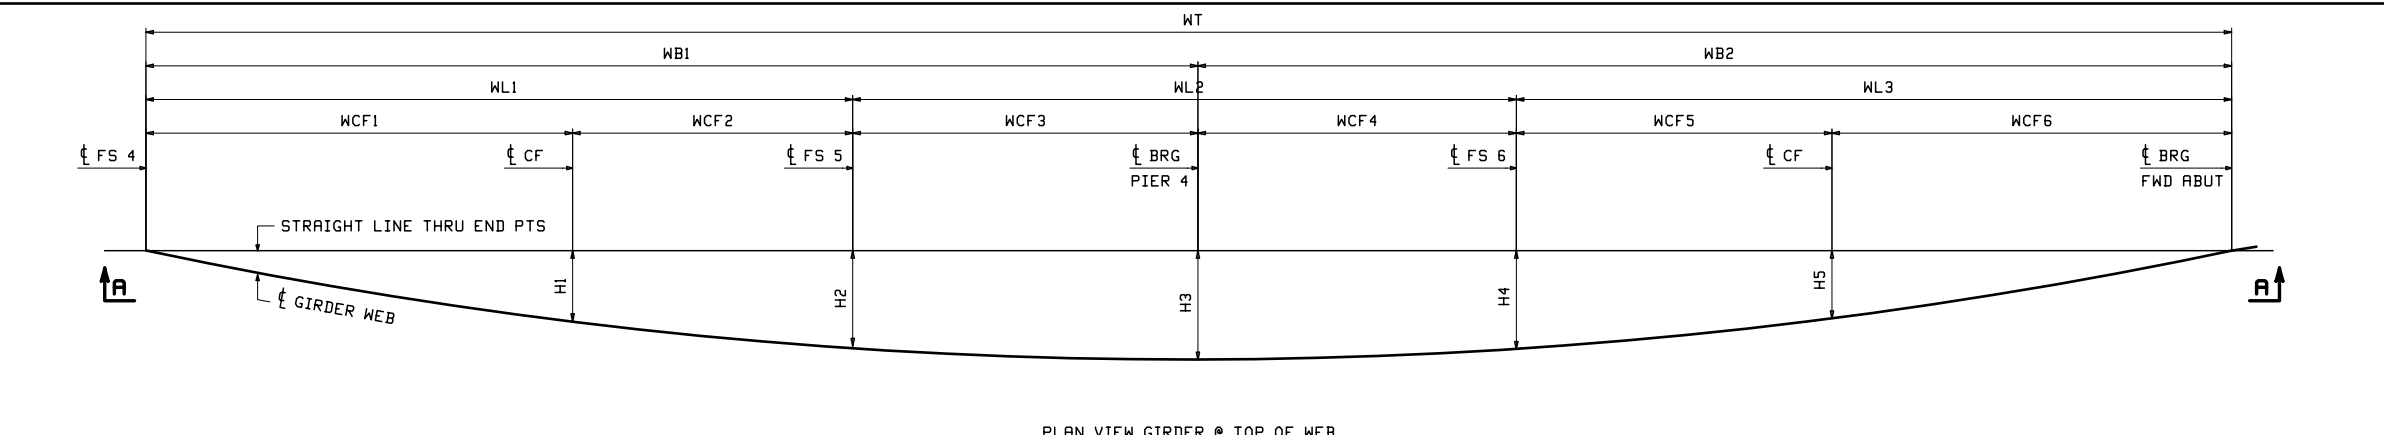 WT
WB1 WB2
WL1 WL2 WL3
WCF1 WCF2 WCF3 WCF4 WCF5 WCF6
℄ FS 4 ℄ CF ℄ FS 5 ℄ BRG ℄ FS 6 ℄ CF ℄ BRG
PIER 4 FWD ABUT
STRAIGHT LINE THRU END PTS
A H1 H2 H3 H4 H5 A
℄ GIRDER WEB
PLAN VIEW GIRDER @ TOP OF WEB